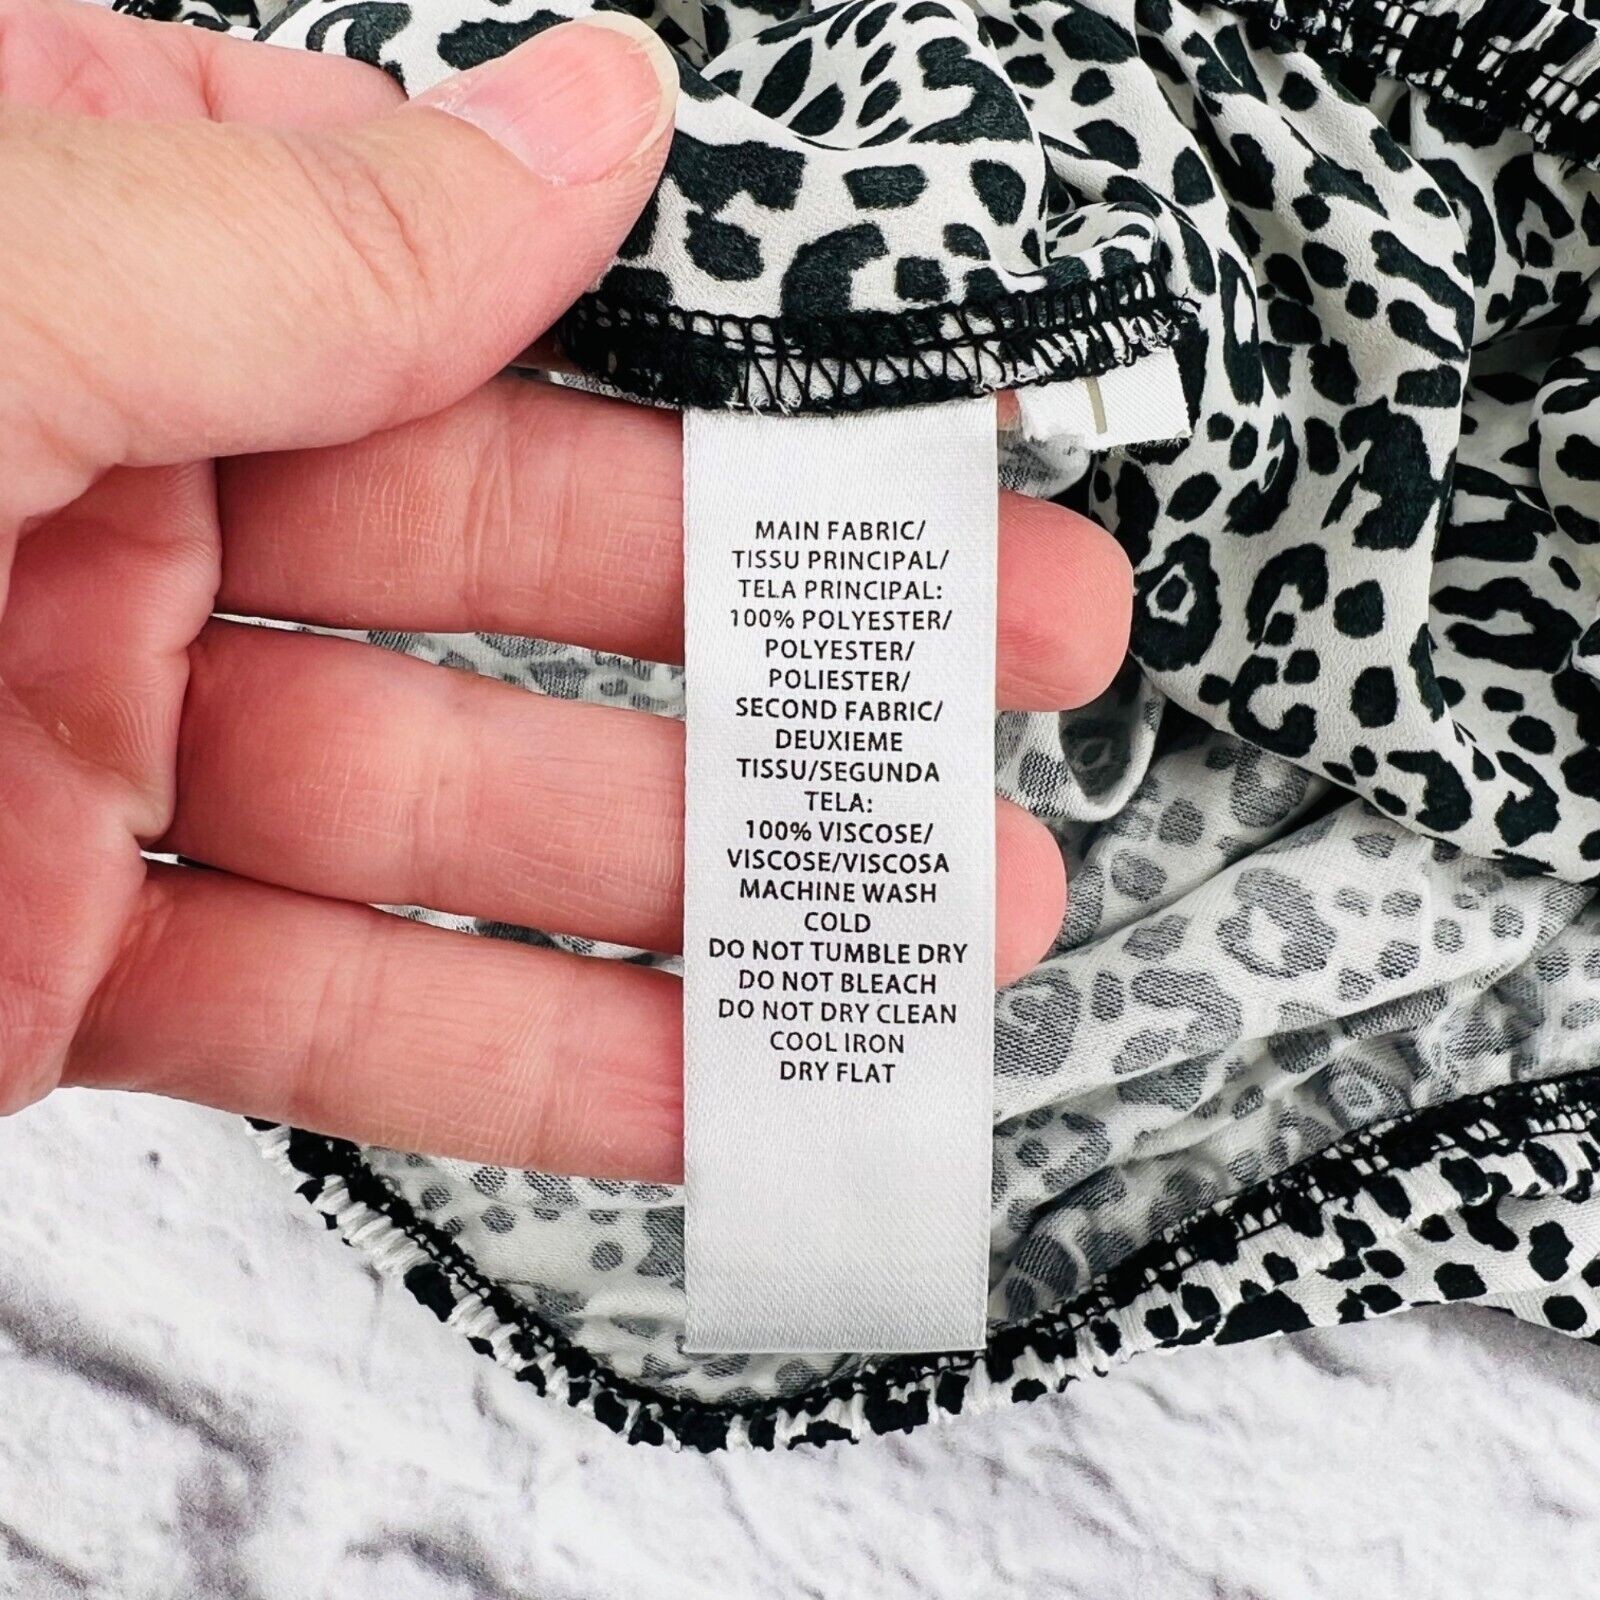 MAIN FABRIC/
TISSU PRINCIPAL/
TELA PRINCIPAL:
100% POLYESTER/
POLYESTER/
POLIESTER/
SECOND FABRIC/
DEUXIEME
TISSU/SEGUNDA
TELA:
100% VISCOSE/
VISCOSE/VISCOSA
MACHINE WASH
COLD
DO NOT TUMBLE DRY
DO NOT BLEACH
DO NOT DRY CLEAN
COOL IRON
DRY FLAT